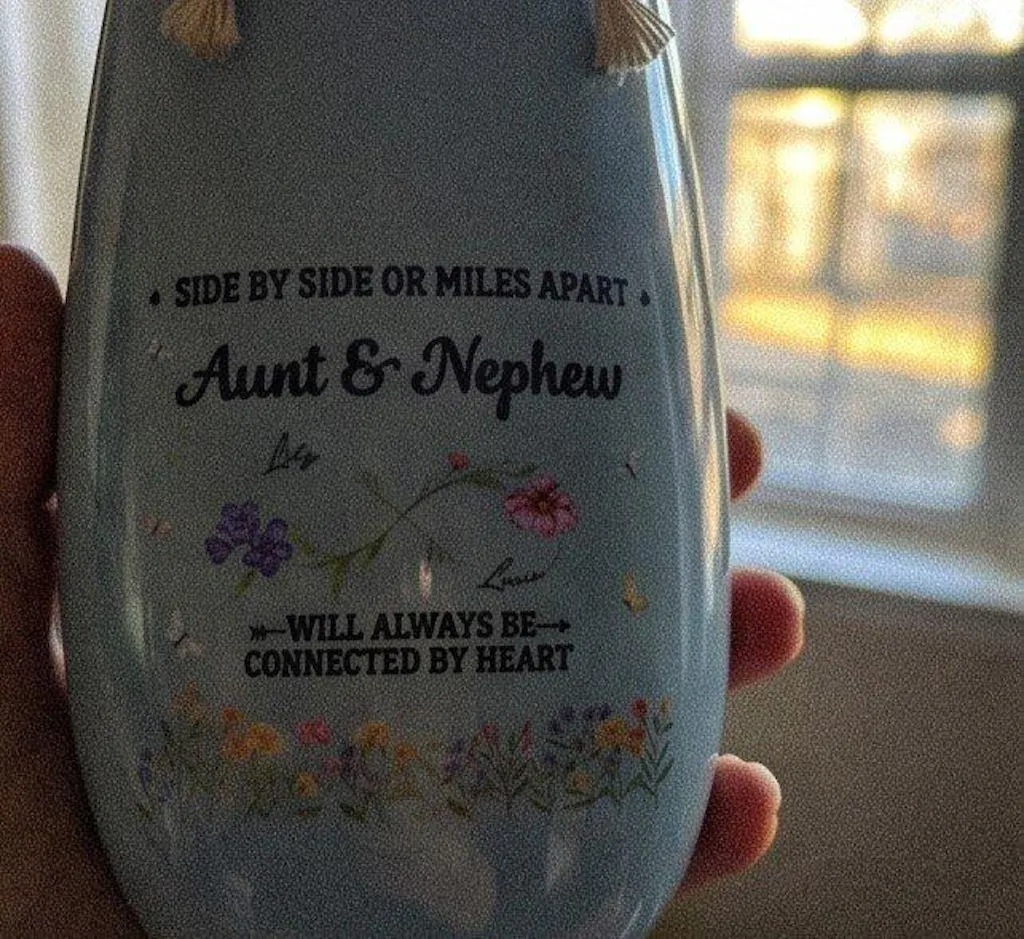 SIDE BY SIDE OR MILES APART
Aunt & Nephew
WILL ALWAYS BE
CONNECTED BY HEART